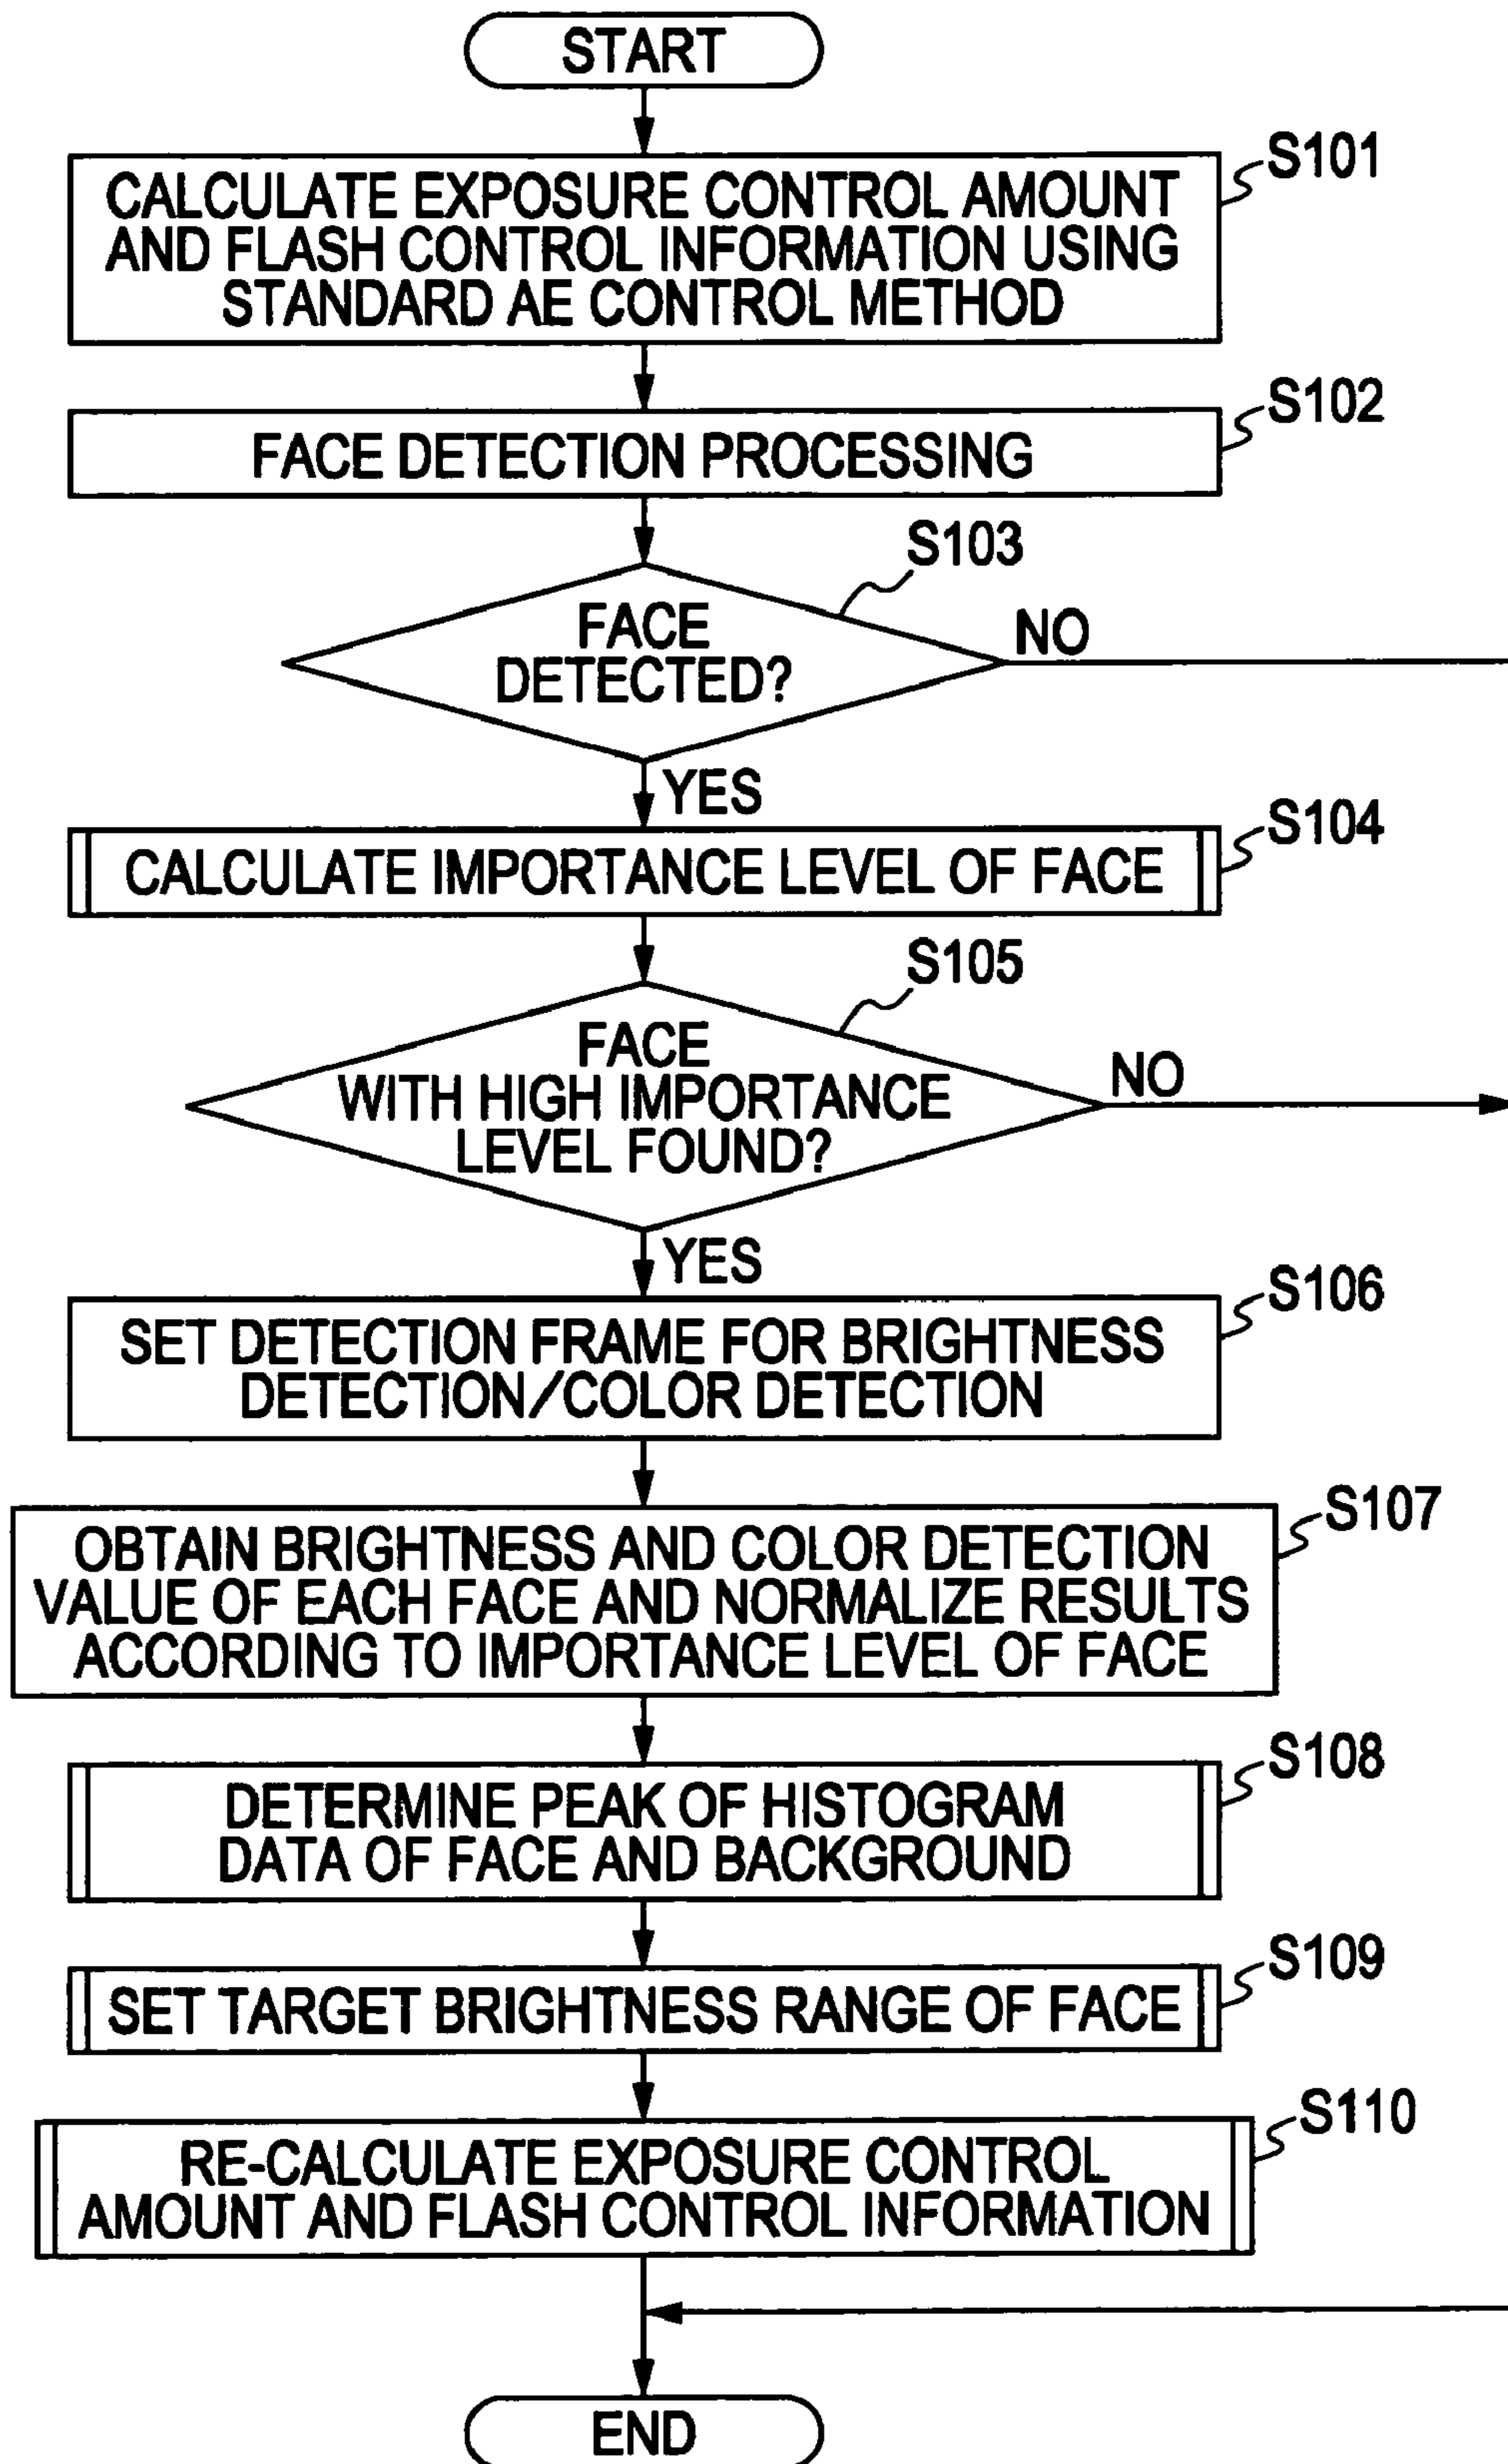 START
S101
CALCULATE EXPOSURE CONTROL AMOUNT
AND FLASH CONTROL INFORMATION USING
STANDARD AE CONTROL METHOD
S102
FACE DETECTION PROCESSING
S103
FACE
DETECTED?
NO
YES
S104
CALCULATE IMPORTANCE LEVEL OF FACE
S105
FACE
WITH HIGH IMPORTANCE
LEVEL FOUND?
NO
YES
S106
SET DETECTION FRAME FOR BRIGHTNESS
DETECTION/COLOR DETECTION
S107
OBTAIN BRIGHTNESS AND COLOR DETECTION
VALUE OF EACH FACE AND NORMALIZE RESULTS
ACCORDING TO IMPORTANCE LEVEL OF FACE
S108
DETERMINE PEAK OF HISTOGRAM
DATA OF FACE AND BACKGROUND
S109
SET TARGET BRIGHTNESS RANGE OF FACE
S110
RE-CALCULATE EXPOSURE CONTROL
AMOUNT AND FLASH CONTROL INFORMATION
END